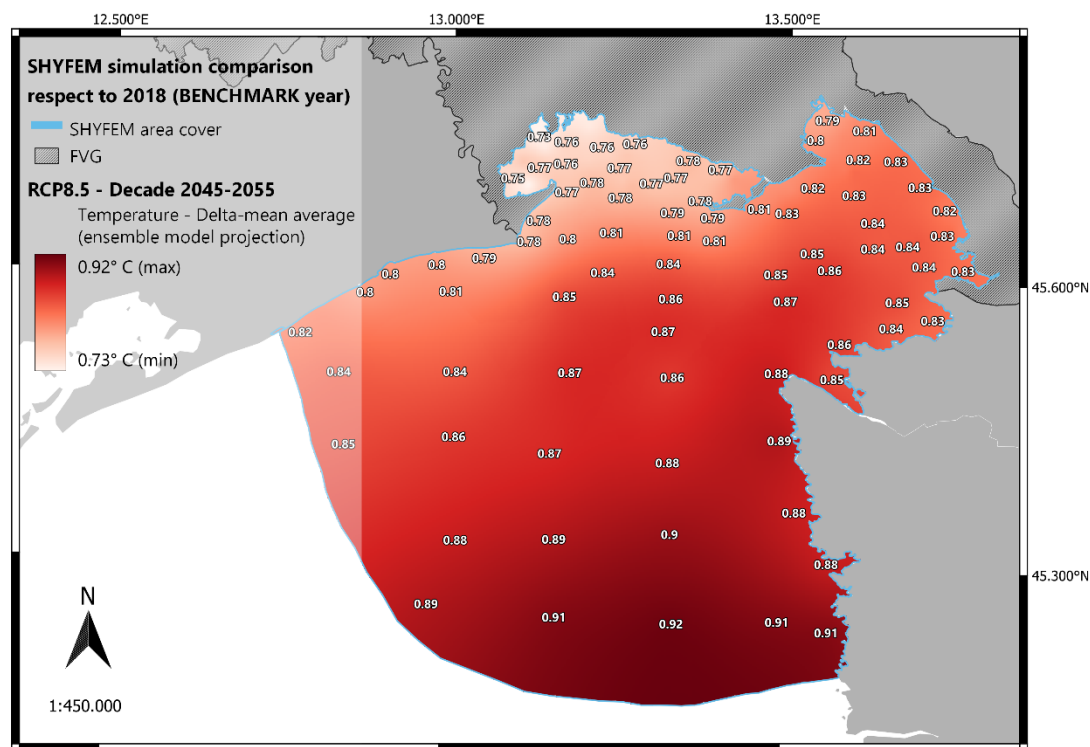 12.500°E 13.000°E 13.500°E
SHYFEM simulation comparison
respect to 2018 (BENCHMARK year)
SHYFEM area cover
FVG
RCP8.5 - Decade 2045-2055
Temperature - Delta-mean average
(ensemble model projection)
0.92° C (max)
0.73° C (min)
0.79
0.73 0.76 0.76 0.76 0.8 0.81
0.77 0.76 0.77 0.78 0.77 0.82 0.83
0.75 0.77 0.78 0.77 0.77 0.82 0.83 0.83
0.78 0.78 0.79 0.79 0.81 0.83 0.82
0.78 0.78 0.8 0.81 0.81 0.81 0.84 0.83
0.8 0.8 0.79 0.84 0.84 0.85 0.84 0.84
0.85 0.86 0.84 0.83
45.600°N
0.8 0.81 0.85 0.86 0.87 0.85
0.82 0.87 0.84 0.83
0.86
0.84 0.84 0.87 0.86 0.88 0.85
0.85 0.86 0.87 0.88 0.89
0.88
0.88 0.89 0.9
0.88
45.300°N
0.89 0.91 0.92 0.91 0.91
N
1:450.000